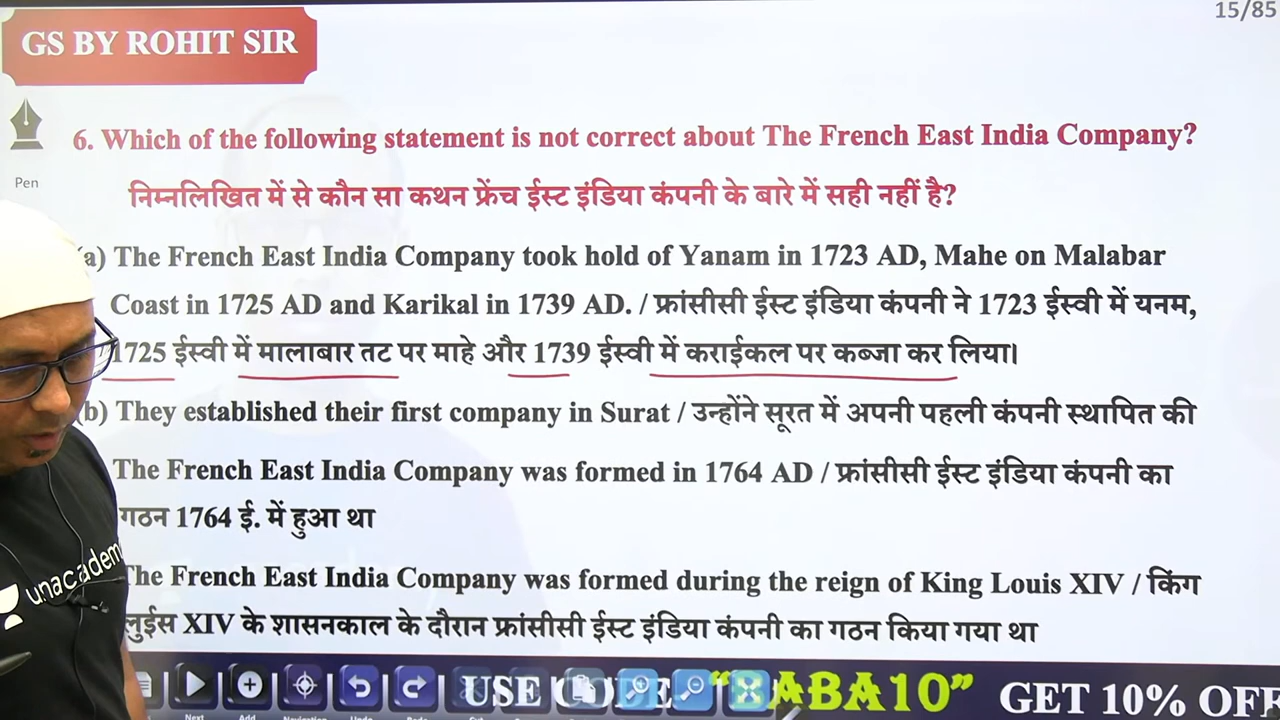 15/85
GS BY ROHIT SIR
Pen
6. Which of the following statement is not correct about The French East India Company?
निम्नलिखित में से कौन सा कथन फ्रेंच ईस्ट इंडिया कंपनी के बारे में सही नहीं है?
a) The French East India Company took hold of Yanam in 1723 AD, Mahe on Malabar
Coast in 1725 AD and Karikal in 1739 AD. / फ्रांसीसी ईस्ट इंडिया कंपनी ने 1723 ईस्वी में यनम,
1725 ईस्वी में मालाबार तट पर माहे और 1739 ईस्वी में कराईकल पर कब्जा कर लिया।
(b) They established their first company in Surat / उन्होंने सूरत में अपनी पहली कंपनी स्थापित की
The French East India Company was formed in 1764 AD / फ्रांसीसी ईस्ट इंडिया कंपनी का
गठन 1764 ई. में हुआ था
The French East India Company was formed during the reign of King Louis XIV / किंग
लुईस XIV के शासनकाल के दौरान फ्रांसीसी ईस्ट इंडिया कंपनी का गठन किया गया था
unacadem
Next
USE CODE "BABA10" GET 10% OFF